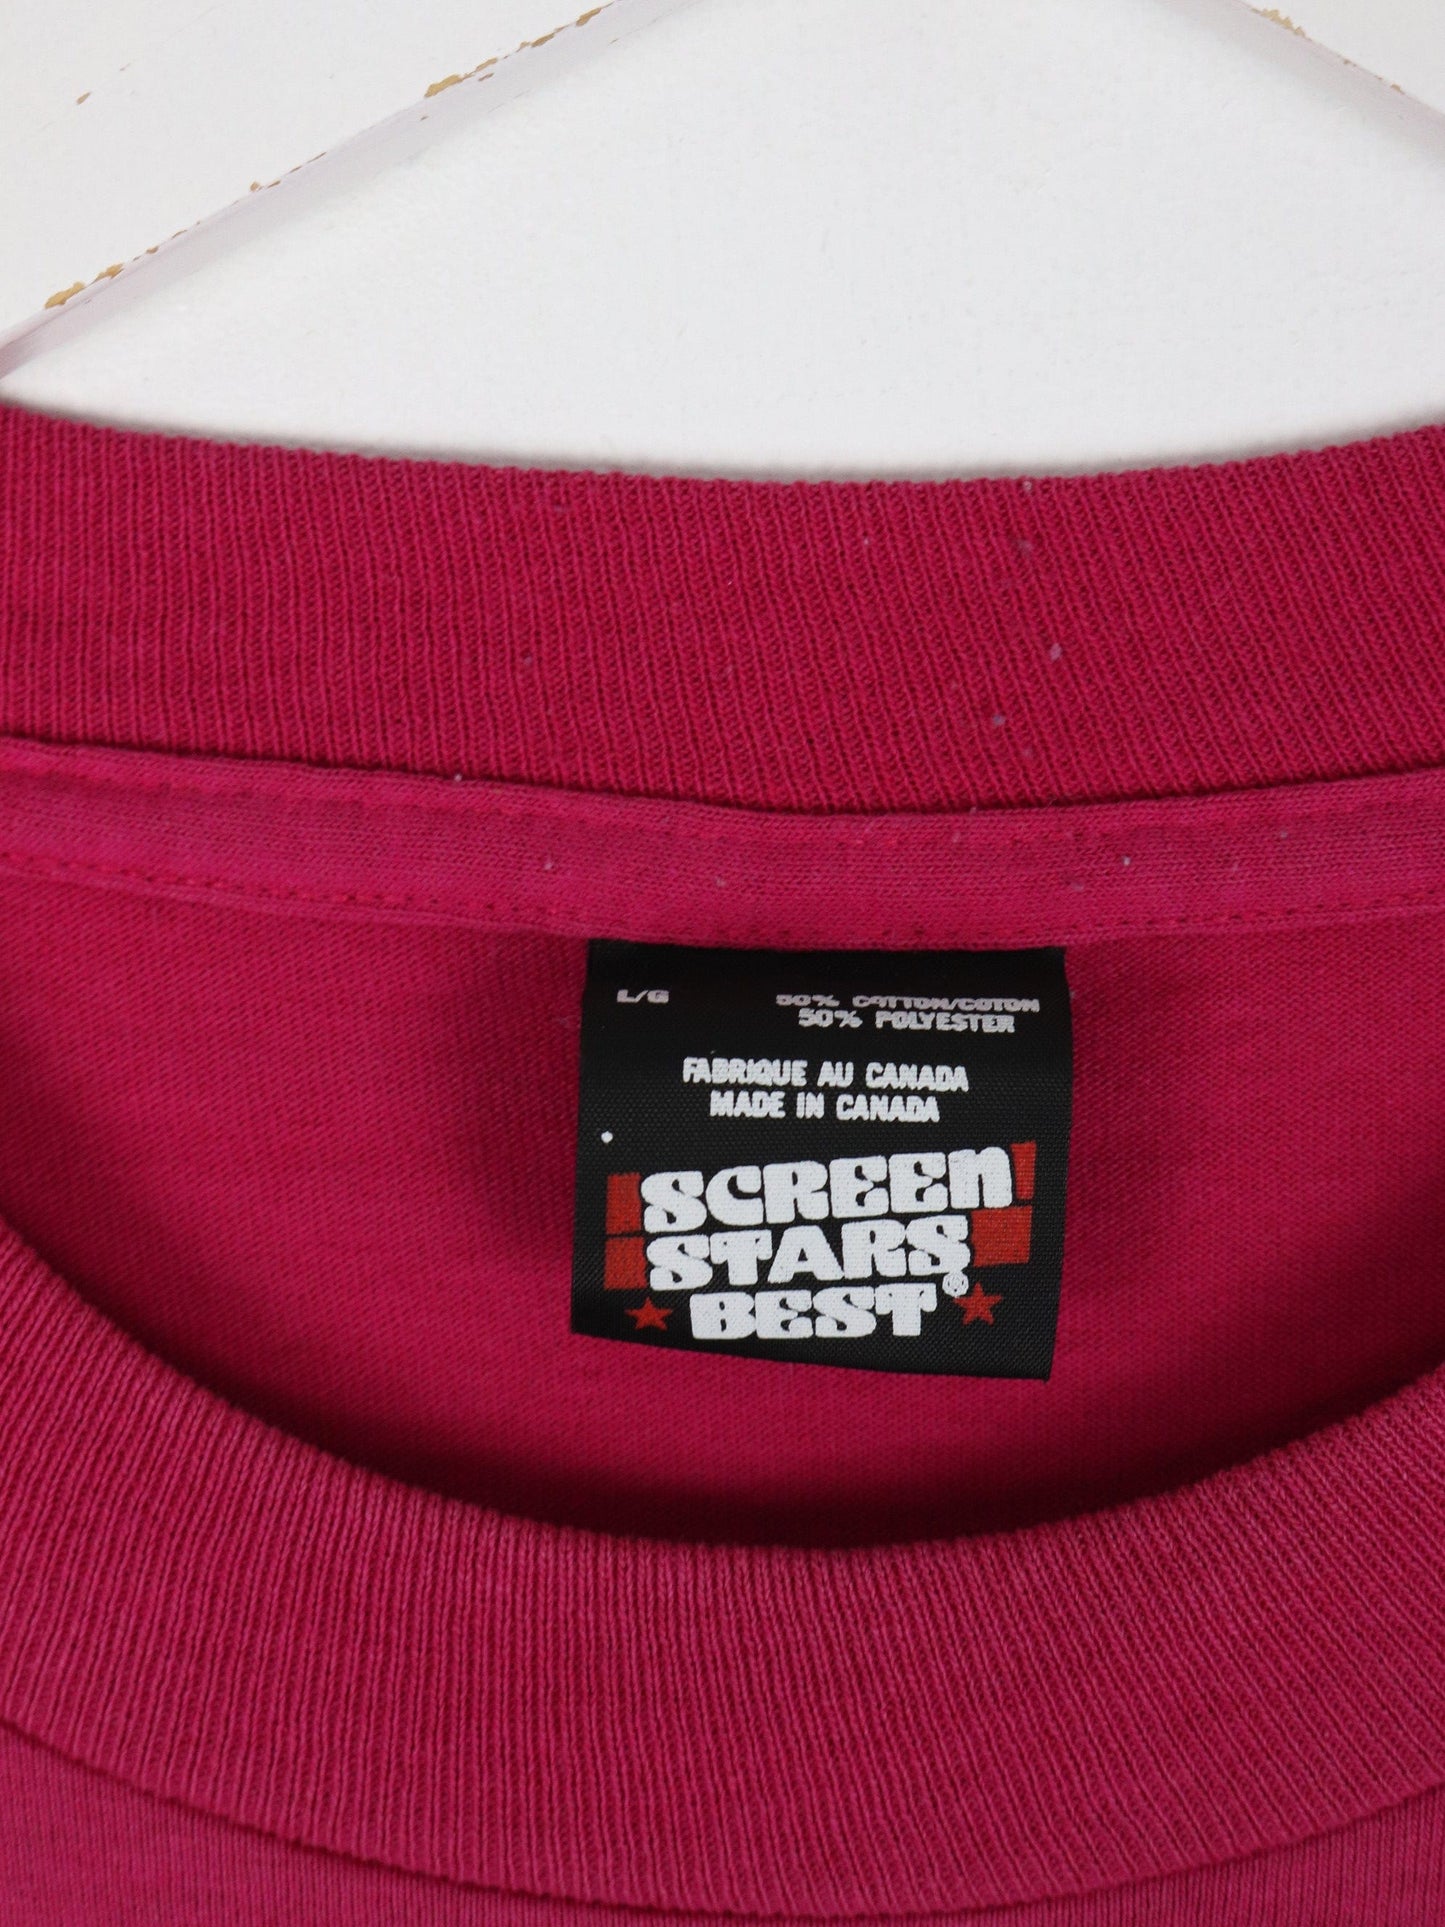 L/G
50% COTTON/COTON
50% POLYESTER
FABRIQUE AU CANADA
MADE IN CANADA
SCREEN
STARS
BEST®